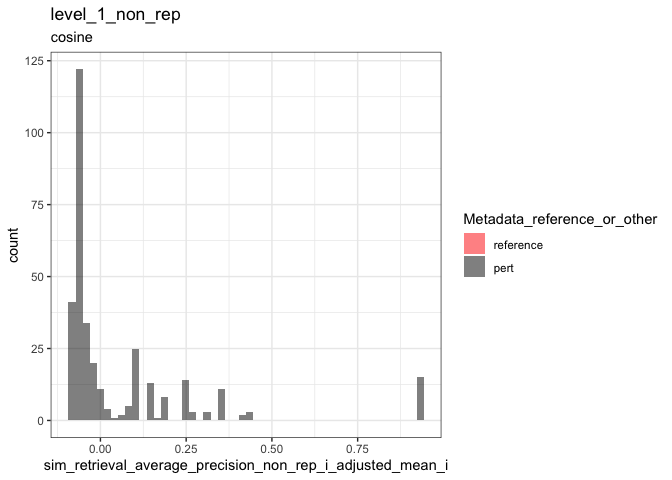 level_1_non_rep
cosine
125
100
75
50
25
0
count
0.00 0.25 0.50 0.75
sim_retrieval_average_precision_non_rep_i_adjusted_mean_i
Metadata_reference_or_other
reference
pert